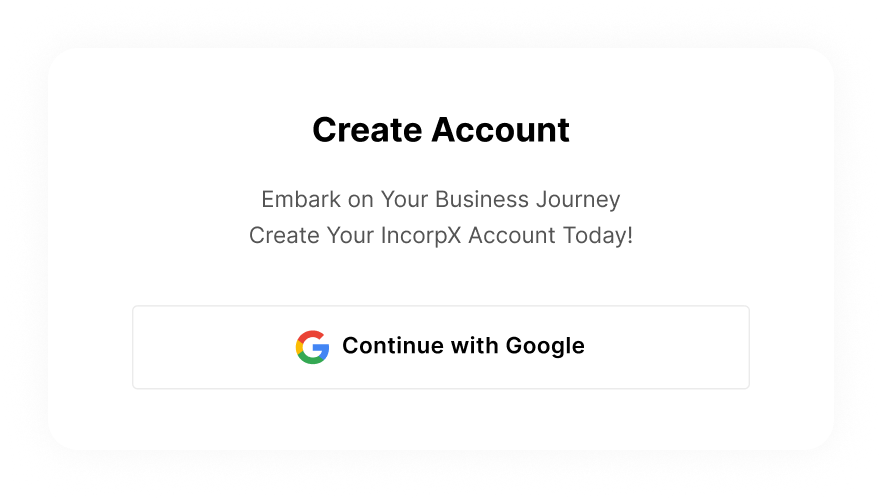 Create Account
Embark on Your Business Journey
Create Your IncorpX Account Today!
Continue with Google